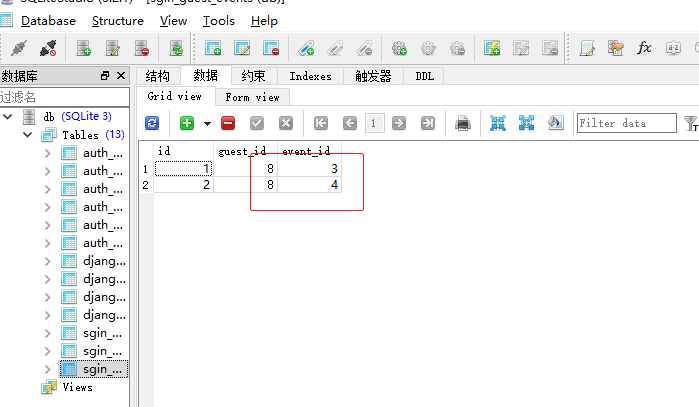 SQLiteStudio (3.2.1) - [sgin_guest_events (db)]
Database Structure View Tools Help
数据库
过滤名
db (SQLite 3)
Tables (13)
auth_...
auth_...
auth_...
auth_...
auth_...
auth_...
djang...
djang...
djang...
djang...
sgin_...
sgin_...
sgin_...
Views
结构 数据 约束 Indexes 触发器 DDL
Grid view Form view
1 Filter data
id guest_id event_id
1 1 8 3
2 2 8 4